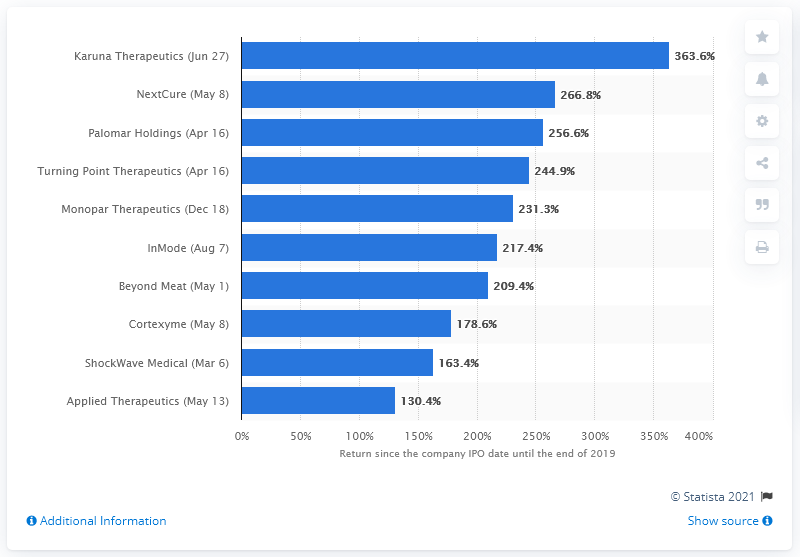 Karuna Therapeutics (Jun 27) 363.6%
NextCure (May 8) 266.8%
Palomar Holdings (Apr 16) 256.6%
Turning Point Therapeutics (Apr 16) 244.9%
Monopar Therapeutics (Dec 18) 231.3%
InMode (Aug 7) 217.4%
Beyond Meat (May 1) 209.4%
Cortexyme (May 8) 178.6%
ShockWave Medical (Mar 6) 163.4%
Applied Therapeutics (May 13) 130.4%
0% 50% 100% 150% 200% 250% 300% 350% 400%
Return since the company IPO date until the end of 2019
© Statista 2021
Additional Information Show source